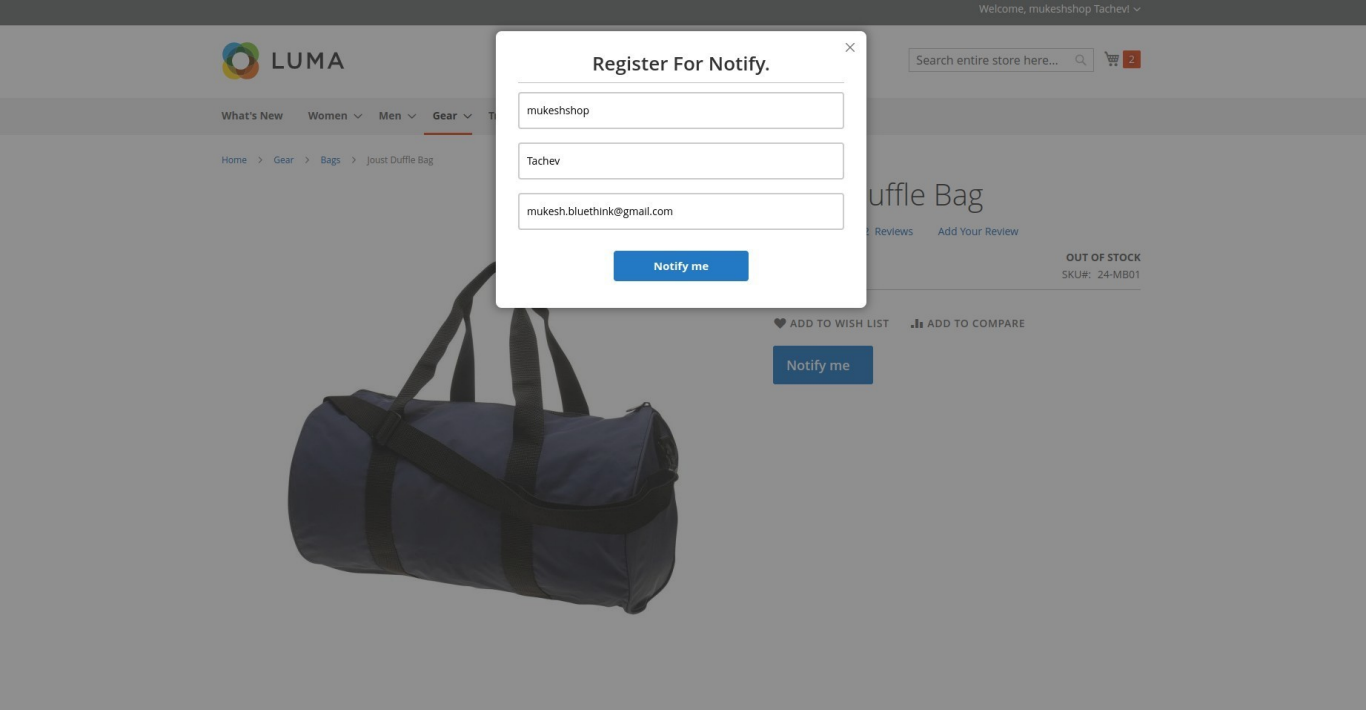 Welcome, mukeshshop Tachev!
LUMA
Search entire store here...
2
What's New
Women
Men
Gear
Home > Gear > Bags > Joust Duffle Bag
Register For Notify.
mukeshshop
Tachev
mukesh.bluethink@gmail.com
Notify me
uffle Bag
Reviews
Add Your Review
OUT OF STOCK
SKU#: 24-MB01
ADD TO WISH LIST
ADD TO COMPARE
Notify me